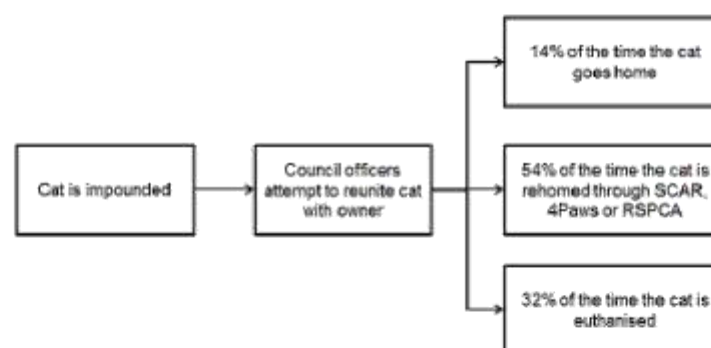 14% of the time the cat
goes home
Cat is impounded
Council officers
attempt to reunite cat
with owner
54% of the time the cat is
rehomed through SCAR,
4Paws or RSPCA
32% of the time the cat is
euthanised